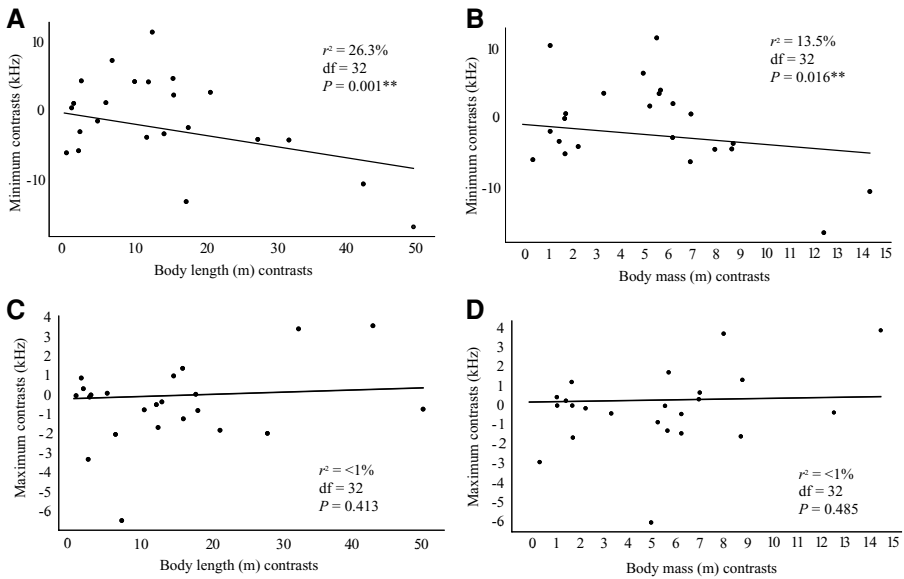 A
Minimum contrasts (kHz)
10
0
-10
r² = 26.3%
df = 32
P = 0.001**
0 10 20 30 40 50
Body length (m) contrasts
B
Minimum contrasts (kHz)
10
0
-10
r² = 13.5%
df = 32
P = 0.016**
0 1 2 3 4 5 6 7 8 9 10 11 12 13 14 15
Body mass (m) contrasts
C
Maximum contrasts (kHz)
4
3
2
1
0
-1
-2
-3
-4
-5
-6
r² = <1%
df = 32
P = 0.413
0 10 20 30 40 50
Body length (m) contrasts
D
Maximum contrasts (kHz)
4
3
2
1
0
-1
-2
-3
-4
-5
-6
r² = <1%
df = 32
P = 0.485
0 1 2 3 4 5 6 7 8 9 10 11 12 13 14 15
Body mass (m) contrasts